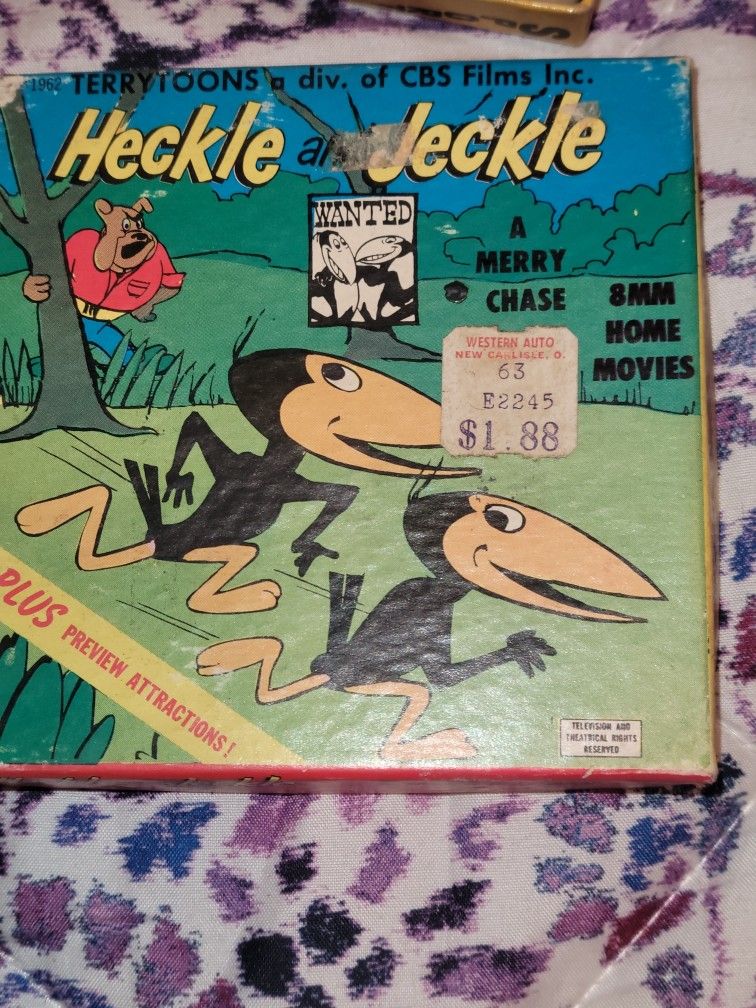 1962 TERRYTOONS a div. of CBS Films Inc.
Heckle Jeckle
WANTED
A
MERRY
CHASE
8MM
HOME
MOVIES
WESTERN AUTO
NEW CARLISLE, O.
63
E2245
$1.88
PLUS PREVIEW ATTRACTIONS!
TELEVISION AND
THEATRICAL RIGHTS
RESERVED